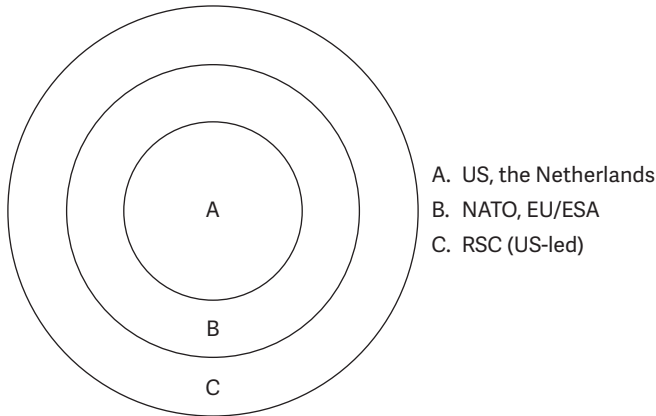 A
B
C
A. US, the Netherlands
B. NATO, EU/ESA
C. RSC (US-led)